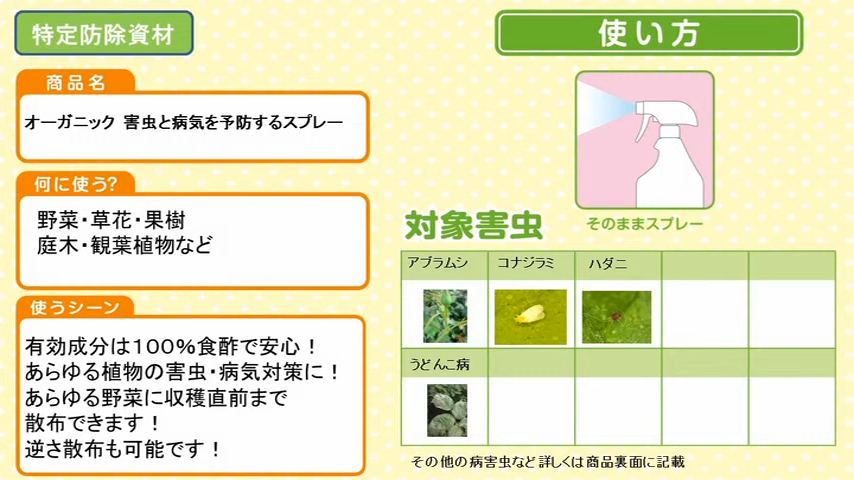 特定防除資材
商品名
オーガニック 害虫と病気を予防するスプレー
何に使う?
野菜・草花・果樹
庭木・観葉植物など
使うシーン
有効成分は100%食酢で安心!
あらゆる植物の害虫・病気対策に!
あらゆる野菜に収穫直前まで
散布できます!
逆さ散布も可能です!
使い方
そのままスプレー
対象害虫
アブラムシ
コナジラミ
ハダニ
うどんこ病
その他の病害虫など詳しくは商品裏面に記載